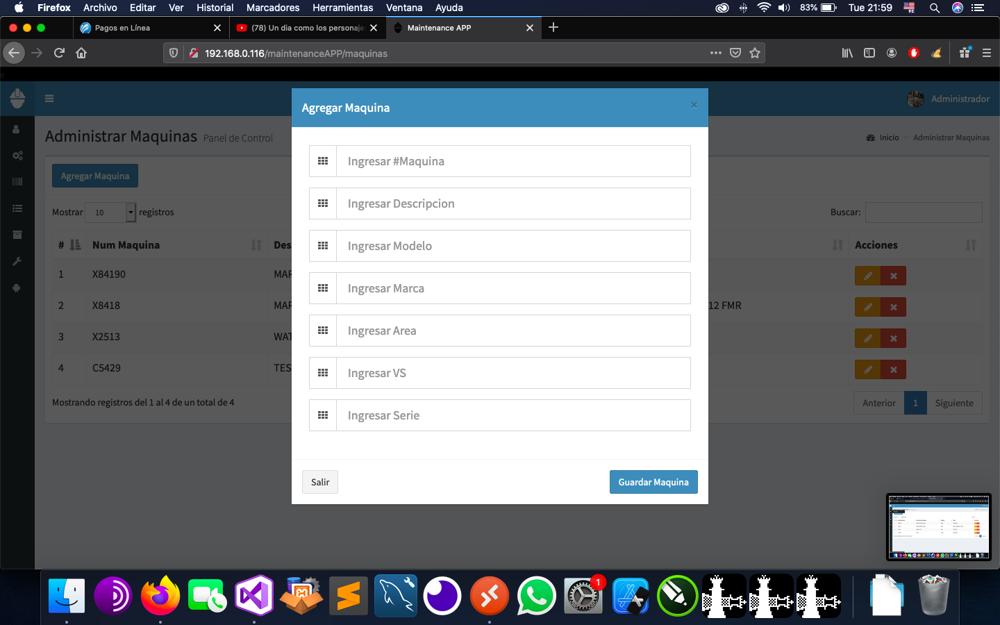 Firefox Archivo Editar Ver Historial Marcadores Herramientas Ventana Ayuda 83% Tue 21:59
Pagos en Línea (78) Un dia como los personaje Maintenance APP
192.168.0.116/maintenanceAPP/maquinas
Administrador
Agregar Maquina ×
Administrar Maquinas Panel de Control Inicio > Administrar Maquinas
Agregar Maquina
Mostrar 10 registros Buscar:
# Num Maquina Des Acciones
1 X84190 MAR
2 X8418 MAR 12 FMR
3 X2513 WAT
4 C5429 TES
Mostrando registros del 1 al 4 de un total de 4 Anterior 1 Siguiente
Ingresar #Maquina
Ingresar Descripcion
Ingresar Modelo
Ingresar Marca
Ingresar Area
Ingresar VS
Ingresar Serie
Salir Guardar Maquina
1